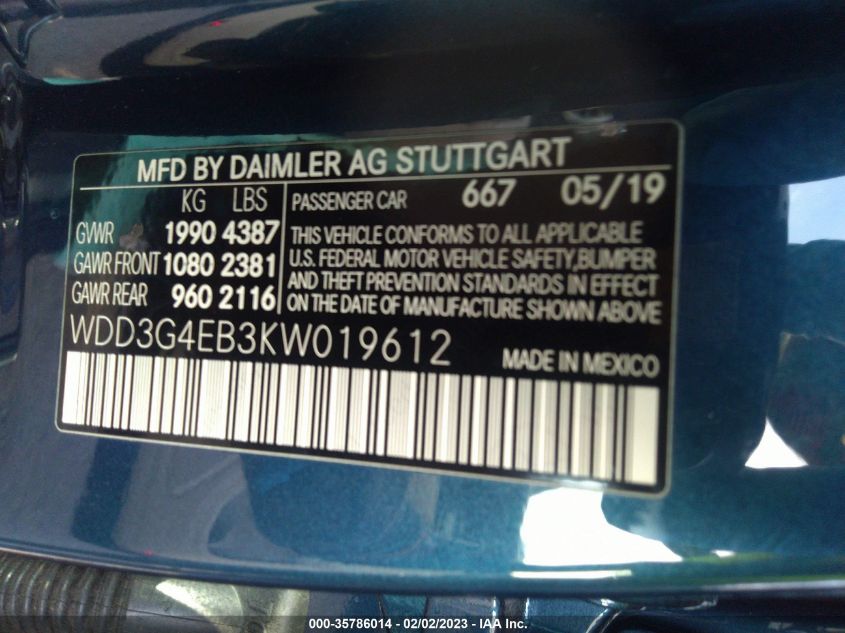 MFD BY DAIMLER AG STUTTGART
KG LBS
GVWR 1990 4387
GAWR FRONT 1080 2381
GAWR REAR 960 2116
PASSENGER CAR 667 05/19
THIS VEHICLE CONFORMS TO ALL APPLICABLE
U.S. FEDERAL MOTOR VEHICLE SAFETY,BUMPER
AND THEFT PREVENTION STANDARDS IN EFFECT
ON THE DATE OF MANUFACTURE SHOWN ABOVE
WDD3G4EB3KW019612
MADE IN MEXICO
000-35786014 - 02/02/2023 - IAA Inc.